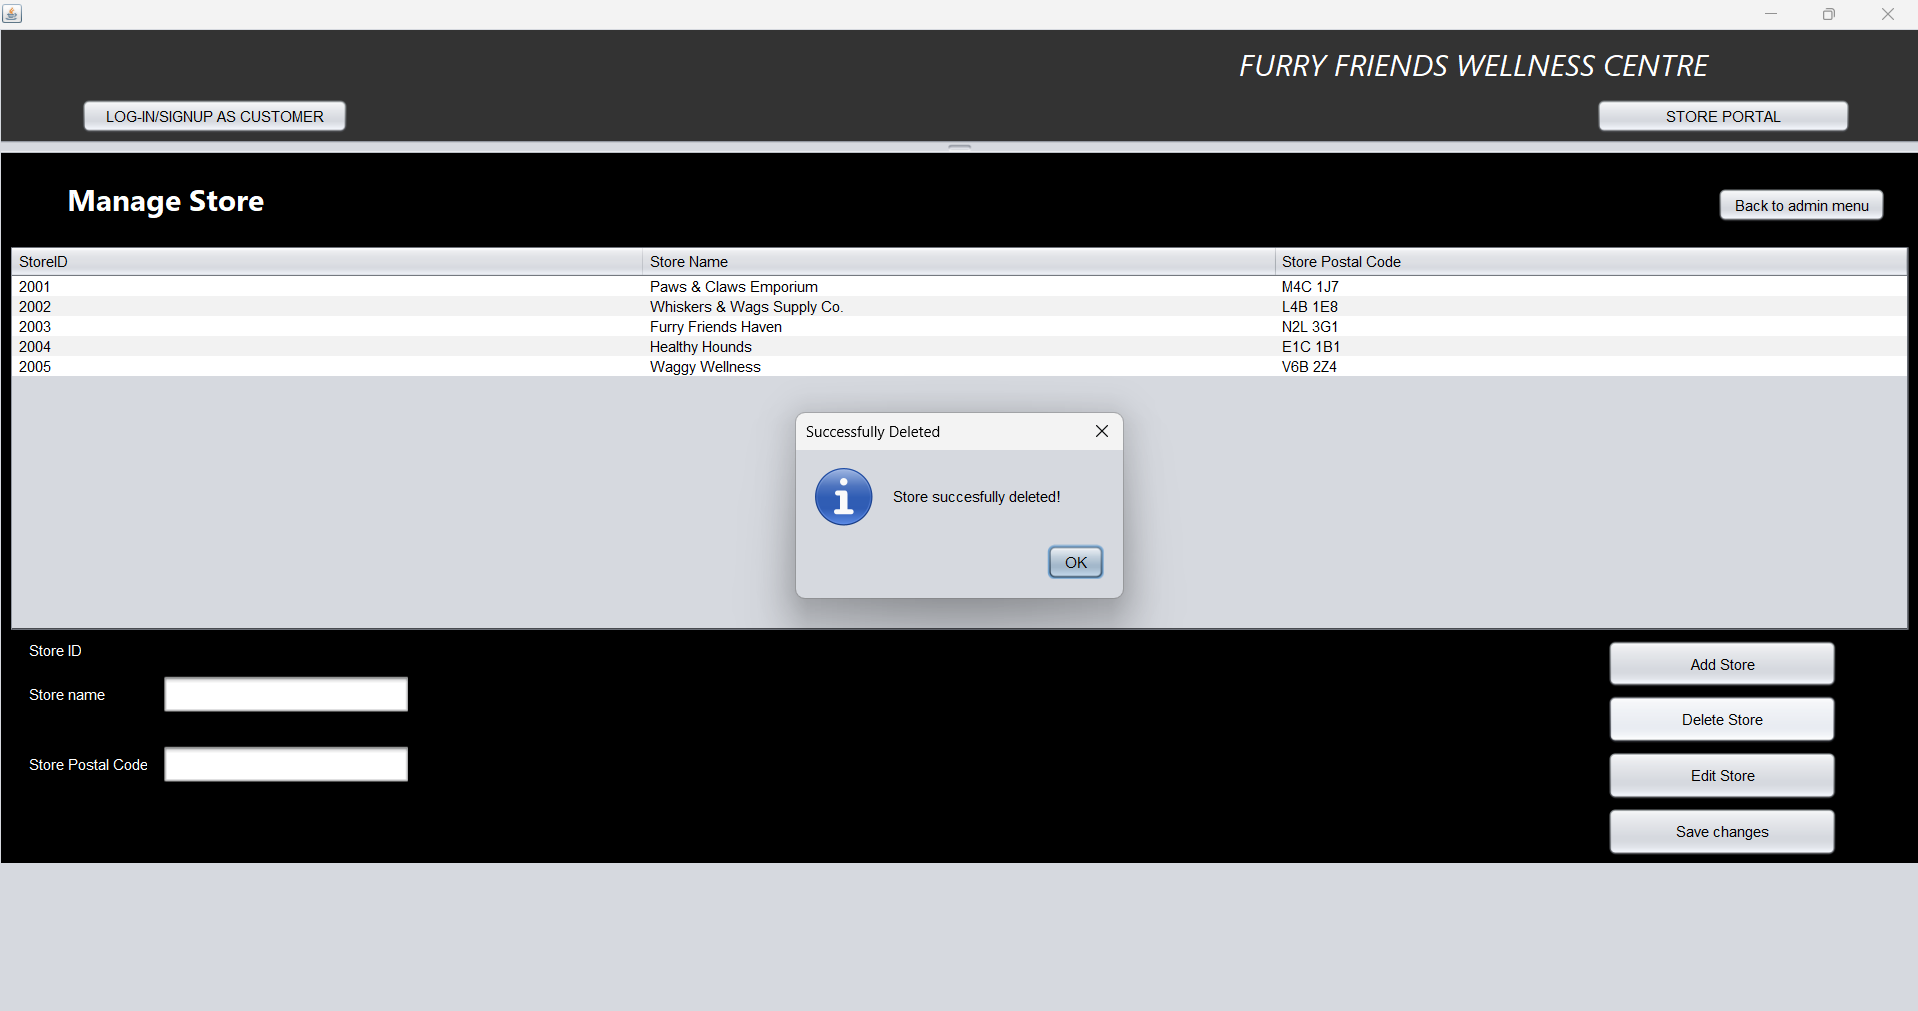 FURRY FRIENDS WELLNESS CENTRE
LOG-IN/SIGNUP AS CUSTOMER
STORE PORTAL
Manage Store
Back to admin menu
StoreID Store Name Store Postal Code
2001 Paws & Claws Emporium M4C 1J7
2002 Whiskers & Wags Supply Co. L4B 1E8
2003 Furry Friends Haven N2L 3G1
2004 Healthy Hounds E1C 1B1
2005 Waggy Wellness V6B 2Z4
Successfully Deleted
Store succesfully deleted!
OK
Store ID
Store name
Store Postal Code
Add Store
Delete Store
Edit Store
Save changes